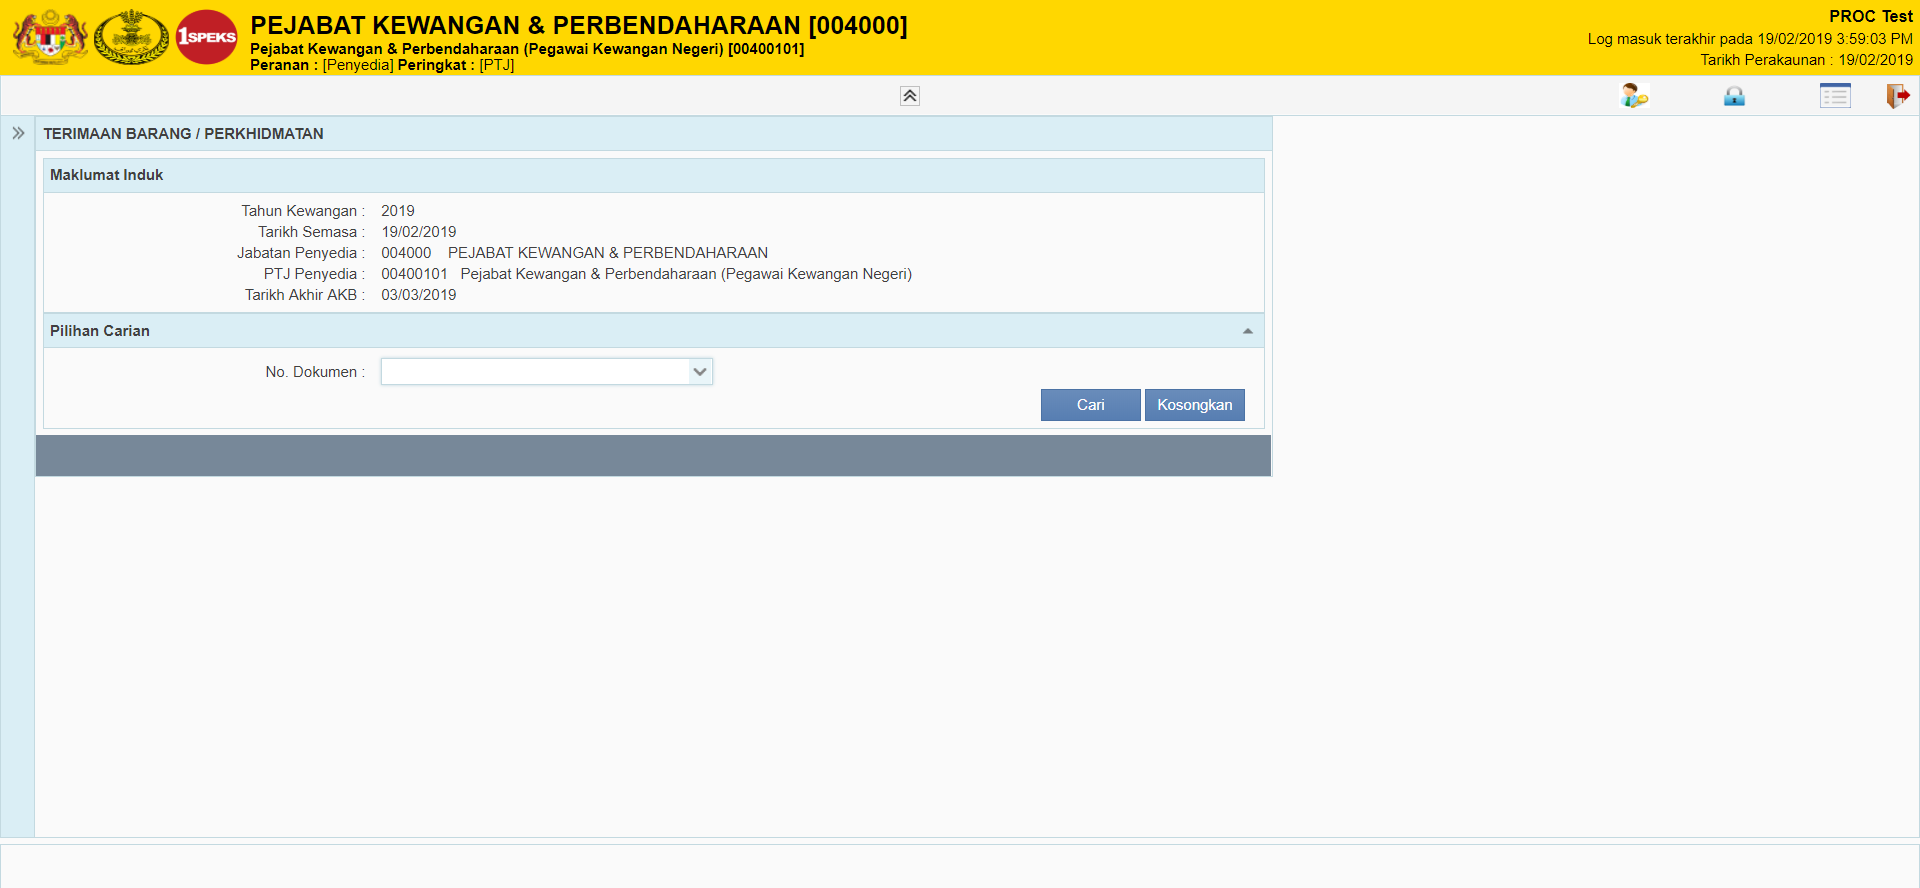 1SPEKS
PEJABAT KEWANGAN & PERBENDAHARAAN [004000]
Pejabat Kewangan & Perbendaharaan (Pegawai Kewangan Negeri) [00400101]
Peranan : [Penyedia] Peringkat : [PTJ]
PROC Test
Log masuk terakhir pada 19/02/2019 3:59:03 PM
Tarikh Perakaunan : 19/02/2019
TERIMAAN BARANG / PERKHIDMATAN
Maklumat Induk
Tahun Kewangan : 2019
Tarikh Semasa : 19/02/2019
Jabatan Penyedia : 004000 PEJABAT KEWANGAN & PERBENDAHARAAN
PTJ Penyedia : 00400101 Pejabat Kewangan & Perbendaharaan (Pegawai Kewangan Negeri)
Tarikh Akhir AKB : 03/03/2019
Pilihan Carian
No. Dokumen :
Cari Kosongkan